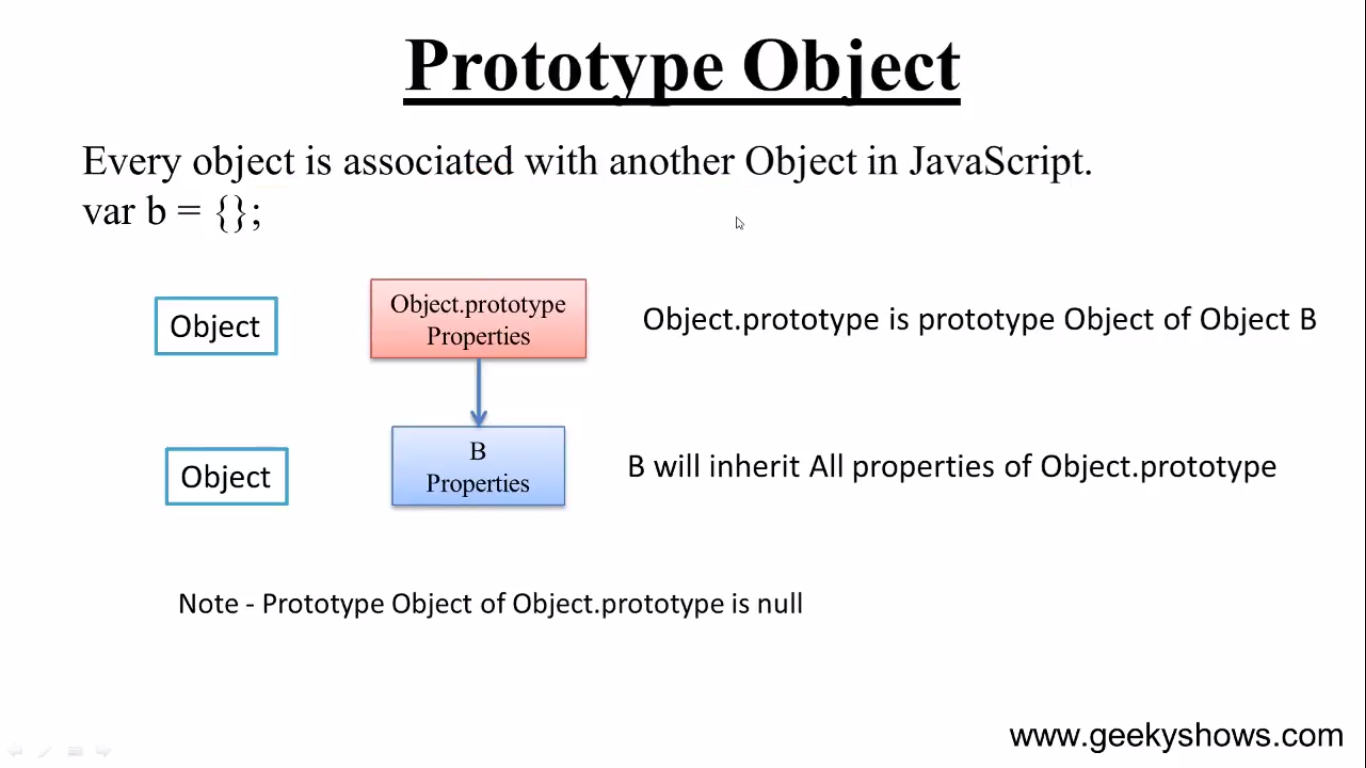 Prototype Object
Every object is associated with another Object in JavaScript.
var b = {};
Object
Object.prototype
Properties
Object.prototype is prototype Object of Object B
Object
B
Properties
B will inherit All properties of Object.prototype
Note - Prototype Object of Object.prototype is null
www.geekyshows.com